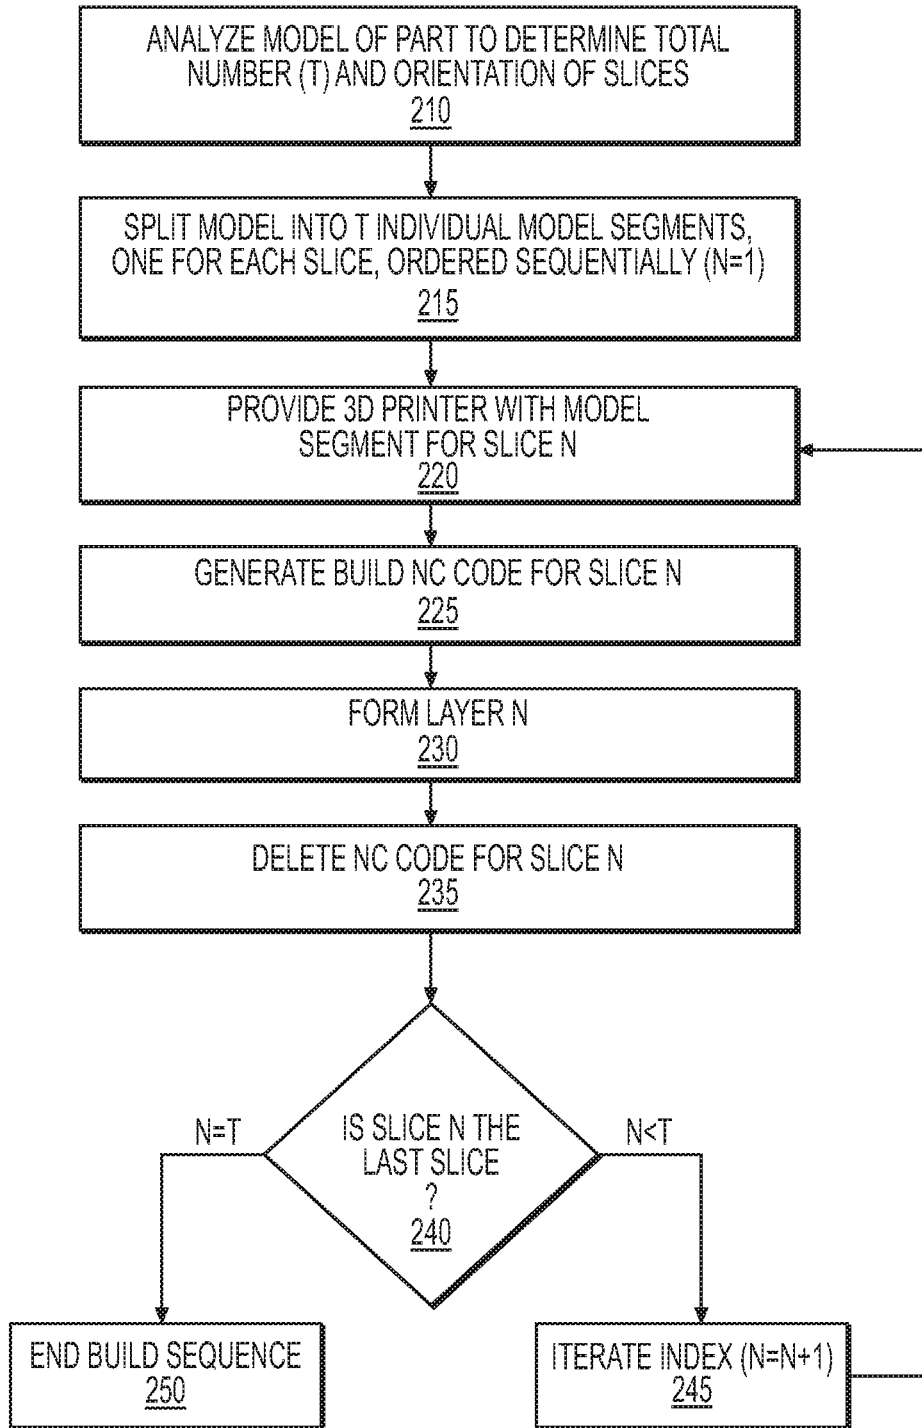 ANALYZE MODEL OF PART TO DETERMINE TOTAL
NUMBER (T) AND ORIENTATION OF SLICES
210
SPLIT MODEL INTO T INDIVIDUAL MODEL SEGMENTS,
ONE FOR EACH SLICE, ORDERED SEQUENTIALLY (N=1)
215
PROVIDE 3D PRINTER WITH MODEL
SEGMENT FOR SLICE N
220
GENERATE BUILD NC CODE FOR SLICE N
225
FORM LAYER N
230
DELETE NC CODE FOR SLICE N
235
N=T
IS SLICE N THE
LAST SLICE
?
240
N<T
END BUILD SEQUENCE
250
ITERATE INDEX (N=N+1)
245